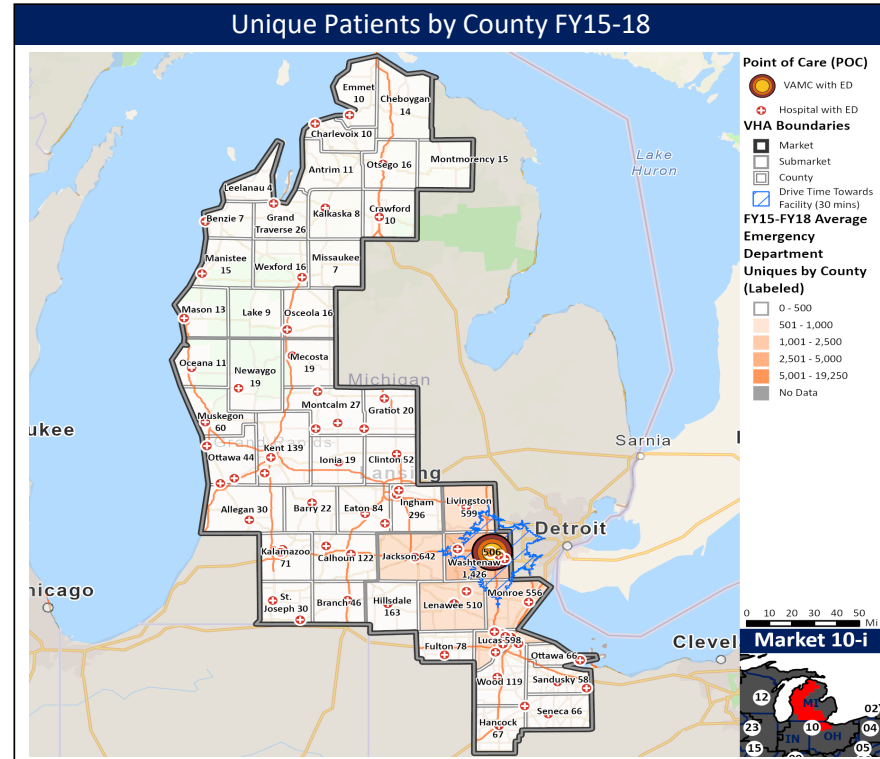 Unique Patients by County FY15-18
Emmet
10
Cheboygan
14
Charlevoix 10
Antrim 11
Otsego 16
Montmorency 15
Leelanau 4
Benzie 7
Grand
Traverse 26
Kalkaska 8
Crawford
10
Manistee
15
Wexford 16
Missaukee
7
Mason 13
Lake 9
Osceola 16
Oceana 11
Newaygo
19
Mecosta
19
Michigan
Montcalm 27
Gratiot 20
Muskegon
60
Grand Rapids
Ottawa 44
Kent 139
Ionia 19
Clinton 52
Lansing
Allegan 30
Barry 22
Eaton 84
Ingham
296
Livingston
599
Kalamazoo
71
Calhoun 122
Jackson 642
506
Washtenaw
1,426
St.
Joseph 30
Branch 46
Hillsdale
163
Lenawee 510
Monroe 556
Fulton 78
Lucas 598
Ottawa 66
Wood 119
Sandusky 58
Seneca 66
Hancock
67
Lake
Huron
Sarnia
Detroit
ukee
hicago
Clevel
Point of Care (POC)
VAMC with ED
Hospital with ED
VHA Boundaries
Market
Submarket
County
Drive Time Towards
Facility (30 mins)
FY15-FY18 Average
Emergency
Department
Uniques by County
(Labeled)
0 - 500
501 - 1,000
1,001 - 2,500
2,501 - 5,000
5,001 - 19,250
No Data
0 10 20 30 40 50
Mi
Market 10-i
12
MI
02
23
10
04
IN
OH
15
05